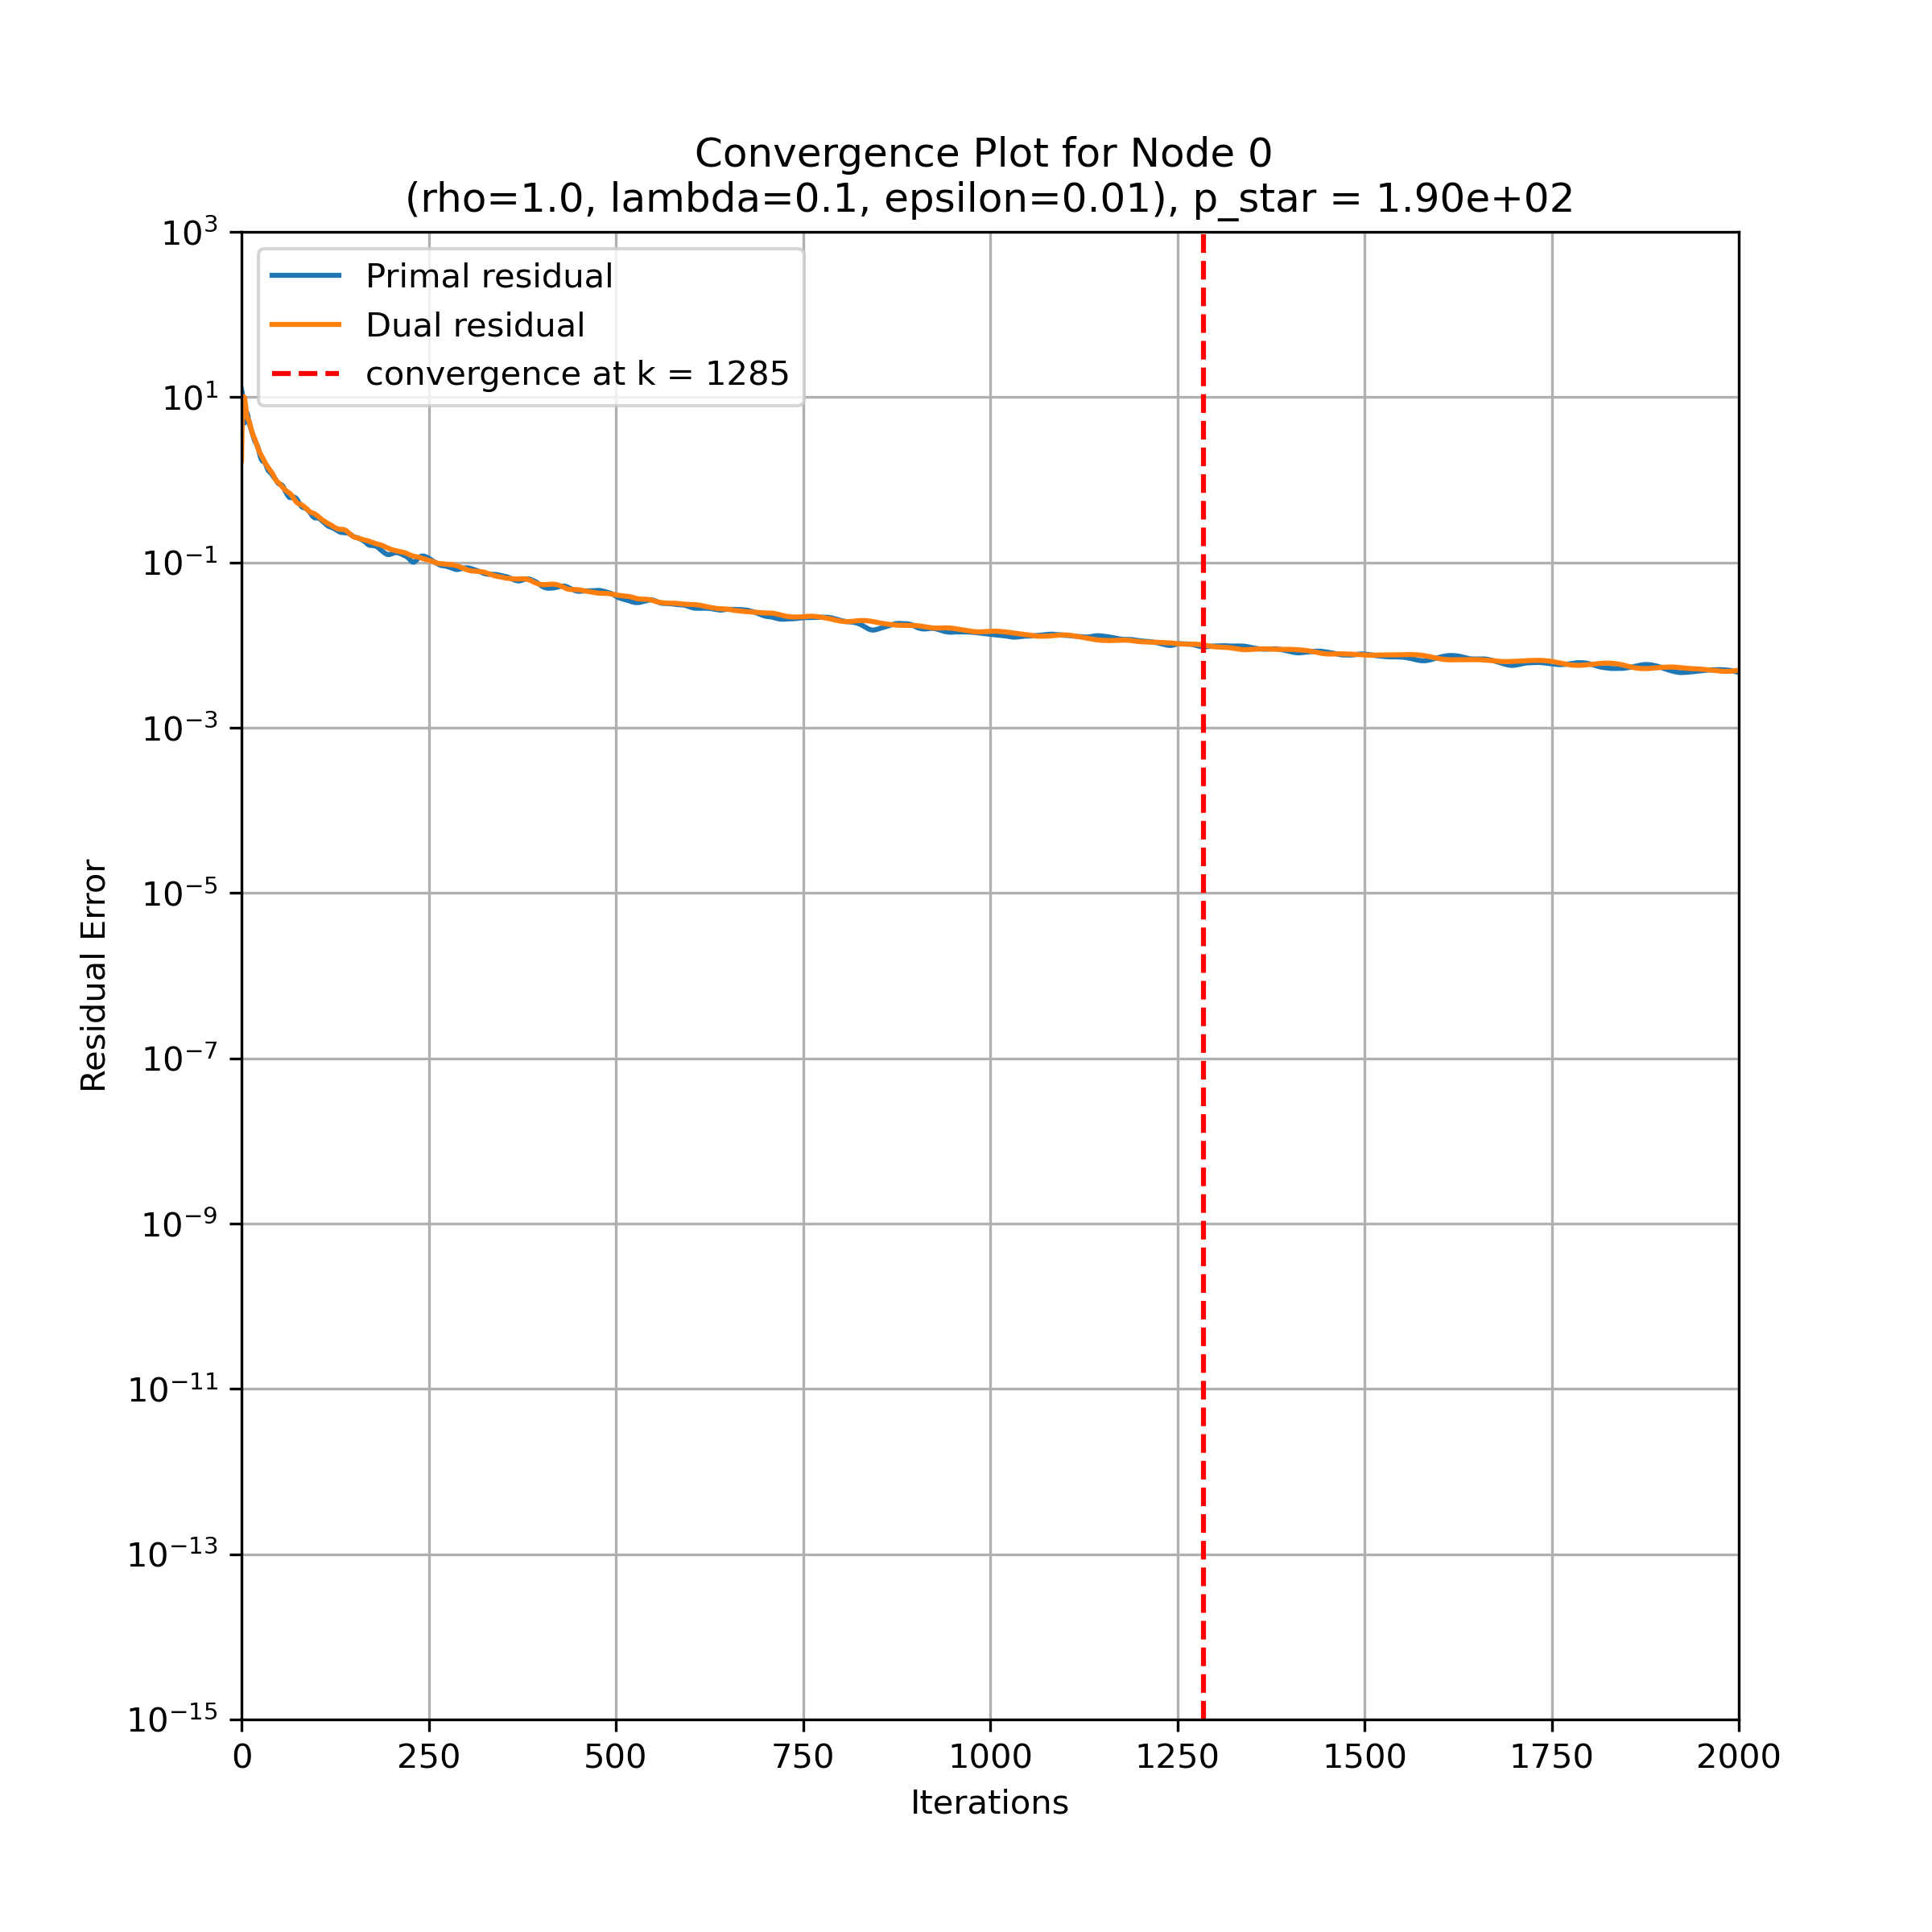 Convergence Plot for Node 0
(rho=1.0, lambda=0.1, epsilon=0.01), p_star = 1.90e+02
Primal residual
Dual residual
convergence at k = 1285
Residual Error
10³
10¹
10⁻¹
10⁻³
10⁻⁵
10⁻⁷
10⁻⁹
10⁻¹¹
10⁻¹³
10⁻¹⁵
0 250 500 750 1000 1250 1500 1750 2000
Iterations